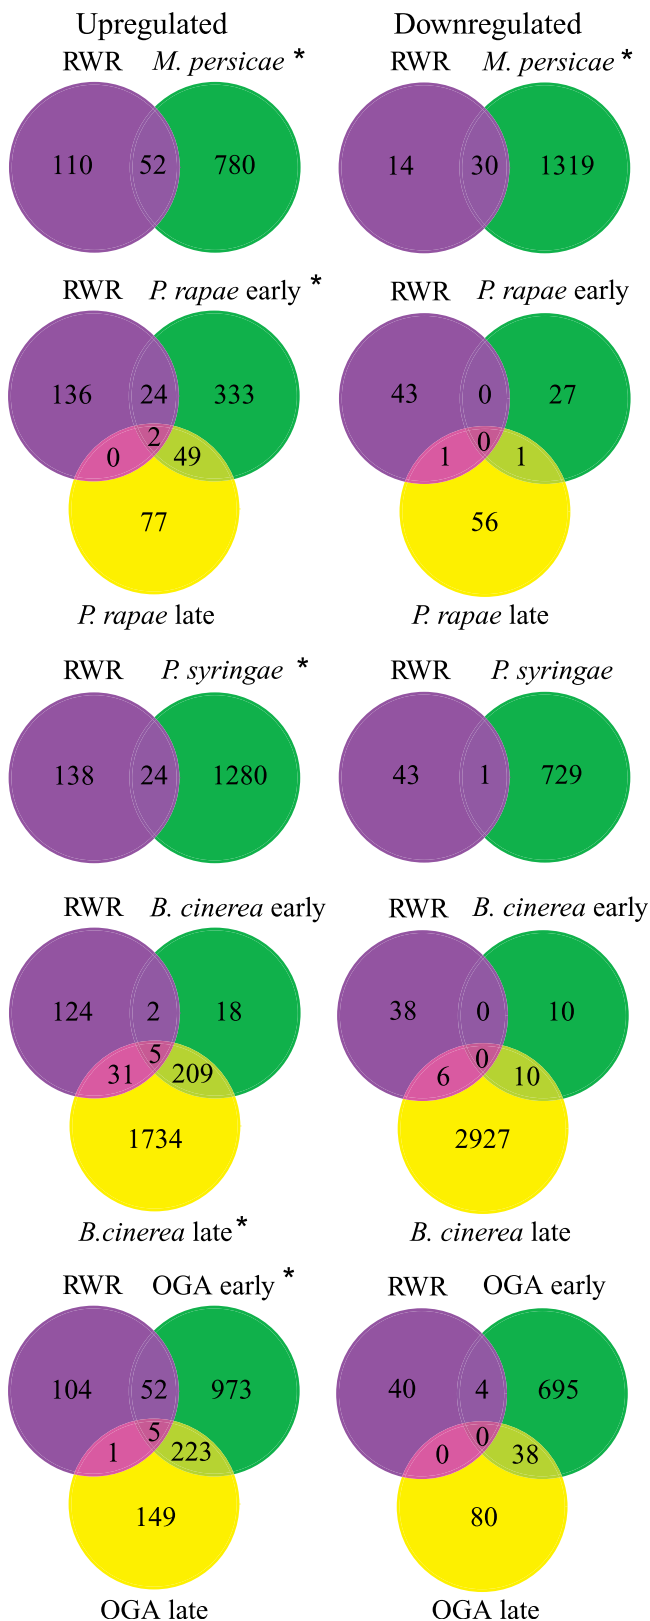 Upregulated Downregulated
RWR M. persicae * RWR M. persicae *
110 52 780 14 30 1319
RWR P. rapae early * RWR P. rapae early
136 24 333 43 0 27
2 0
0 49 1 1
77 56
P. rapae late P. rapae late
RWR P. syringae * RWR P. syringae
138 24 1280 43 1 729
RWR B. cinerea early RWR B. cinerea early
124 2 18 38 0 10
5 0
31 209 6 10
1734 2927
B.cinerea late* B. cinerea late
RWR OGA early * RWR OGA early
104 52 973 40 4 695
5 0
1 223 0 38
149 80
OGA late OGA late